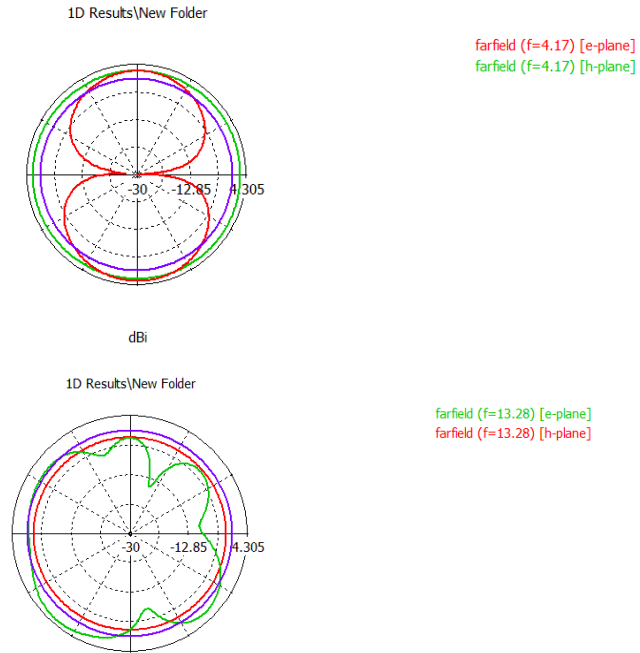 1D Results\New Folder
farfield (f=4.17) [e-plane]
farfield (f=4.17) [h-plane]
-30 -12.85 4.305
dBi
1D Results\New Folder
farfield (f=13.28) [e-plane]
farfield (f=13.28) [h-plane]
-30 -12.85 4.305